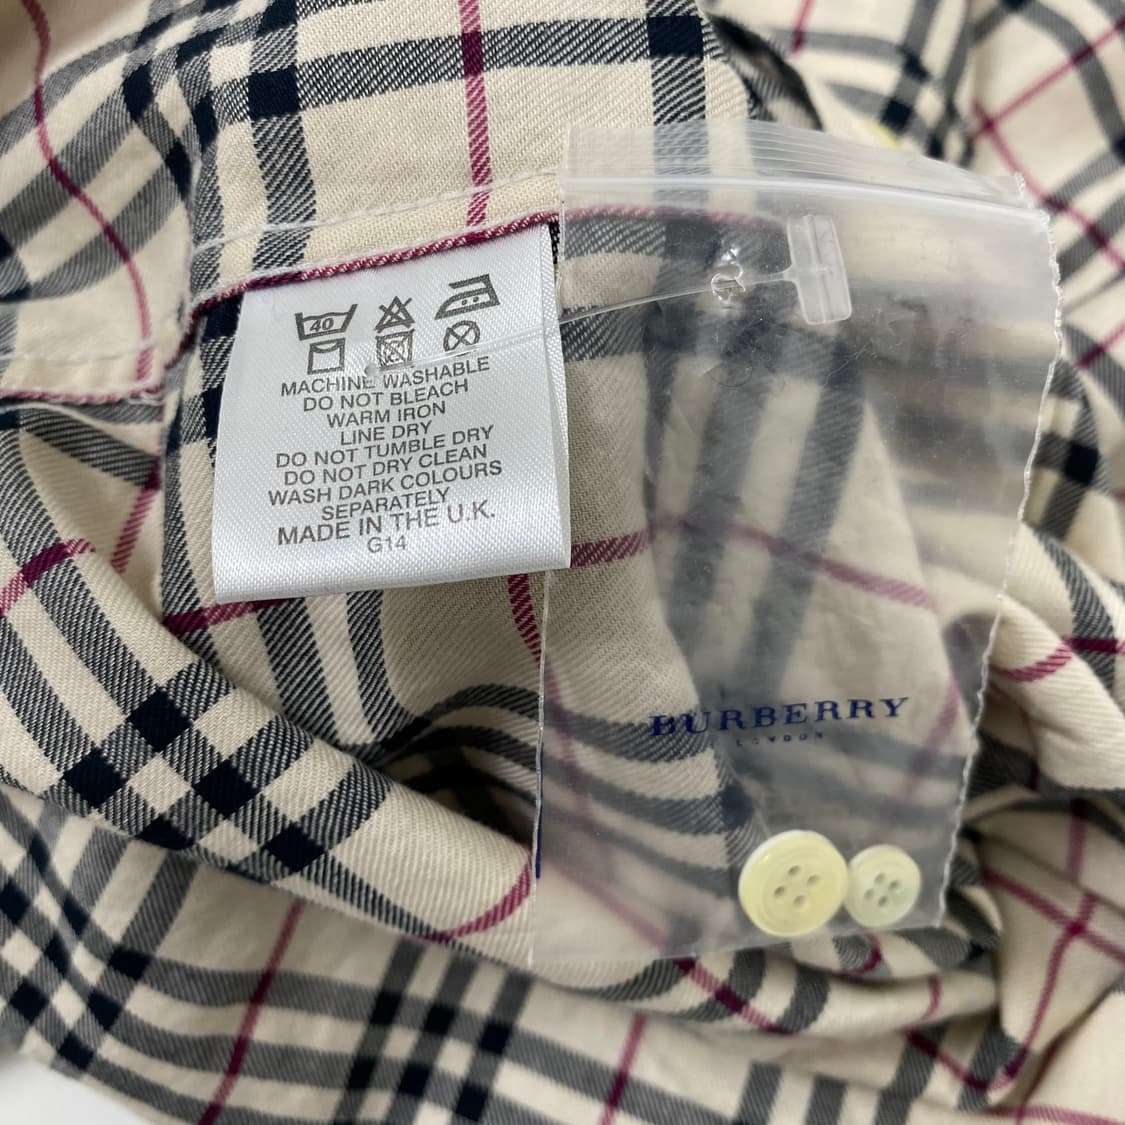 40
MACHINE WASHABLE
DO NOT BLEACH
WARM IRON
LINE DRY
DO NOT TUMBLE DRY
DO NOT DRY CLEAN
WASH DARK COLOURS
SEPARATELY
MADE IN THE U.K.
G14
BURBERRY
LONDON